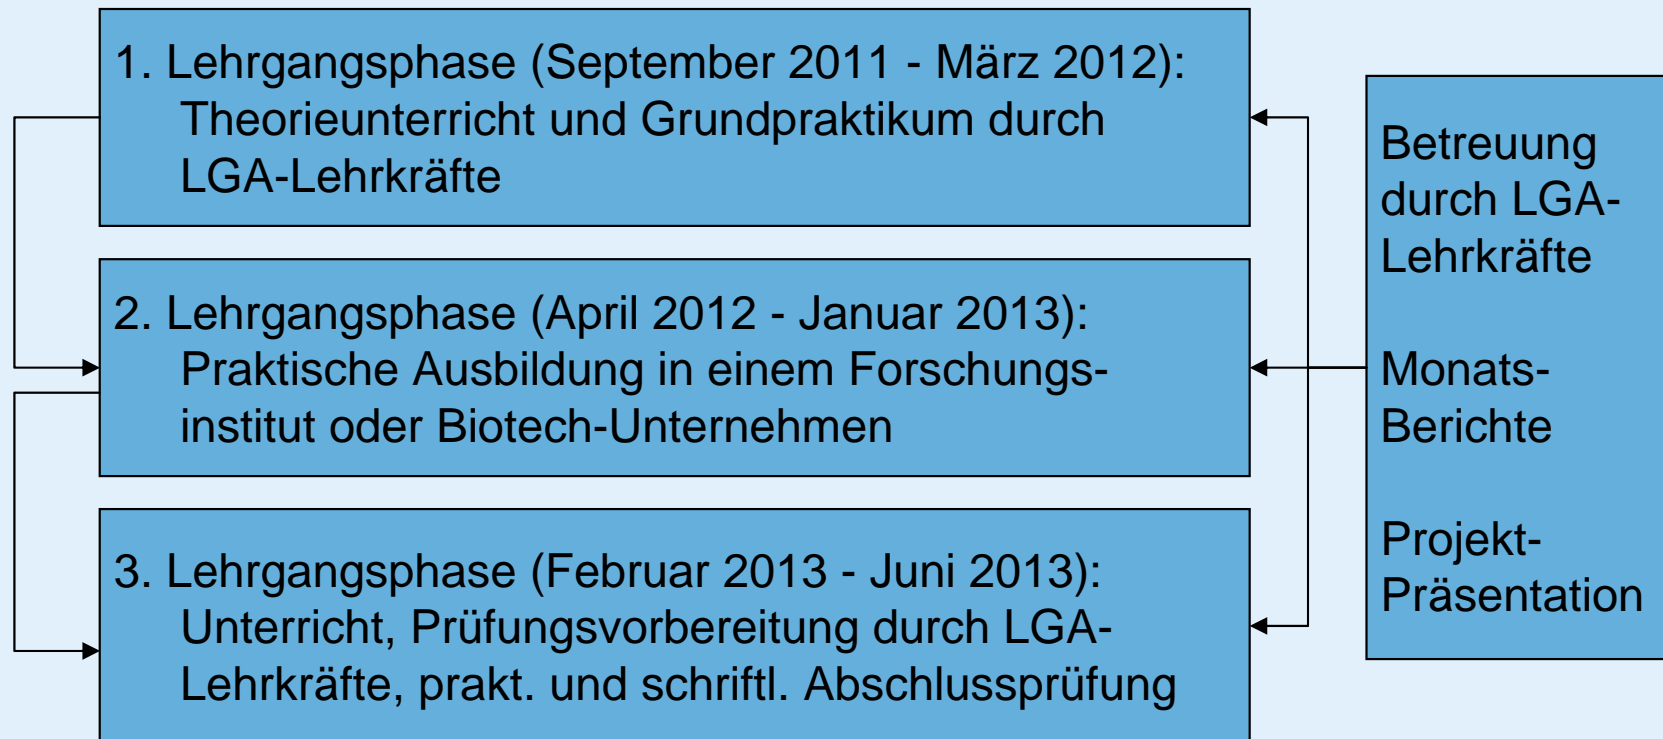 1. Lehrgangsphase (September 2011 - März 2012):
Theorieunterricht und Grundpraktikum durch
LGA-Lehrkräfte
2. Lehrgangsphase (April 2012 - Januar 2013):
Praktische Ausbildung in einem Forschungs-
institut oder Biotech-Unternehmen
3. Lehrgangsphase (Februar 2013 - Juni 2013):
Unterricht, Prüfungsvorbereitung durch LGA-
Lehrkräfte, prakt. und schriftl. Abschlussprüfung
Betreuung
durch LGA-
Lehrkräfte
Monats-
Berichte
Projekt-
Präsentation